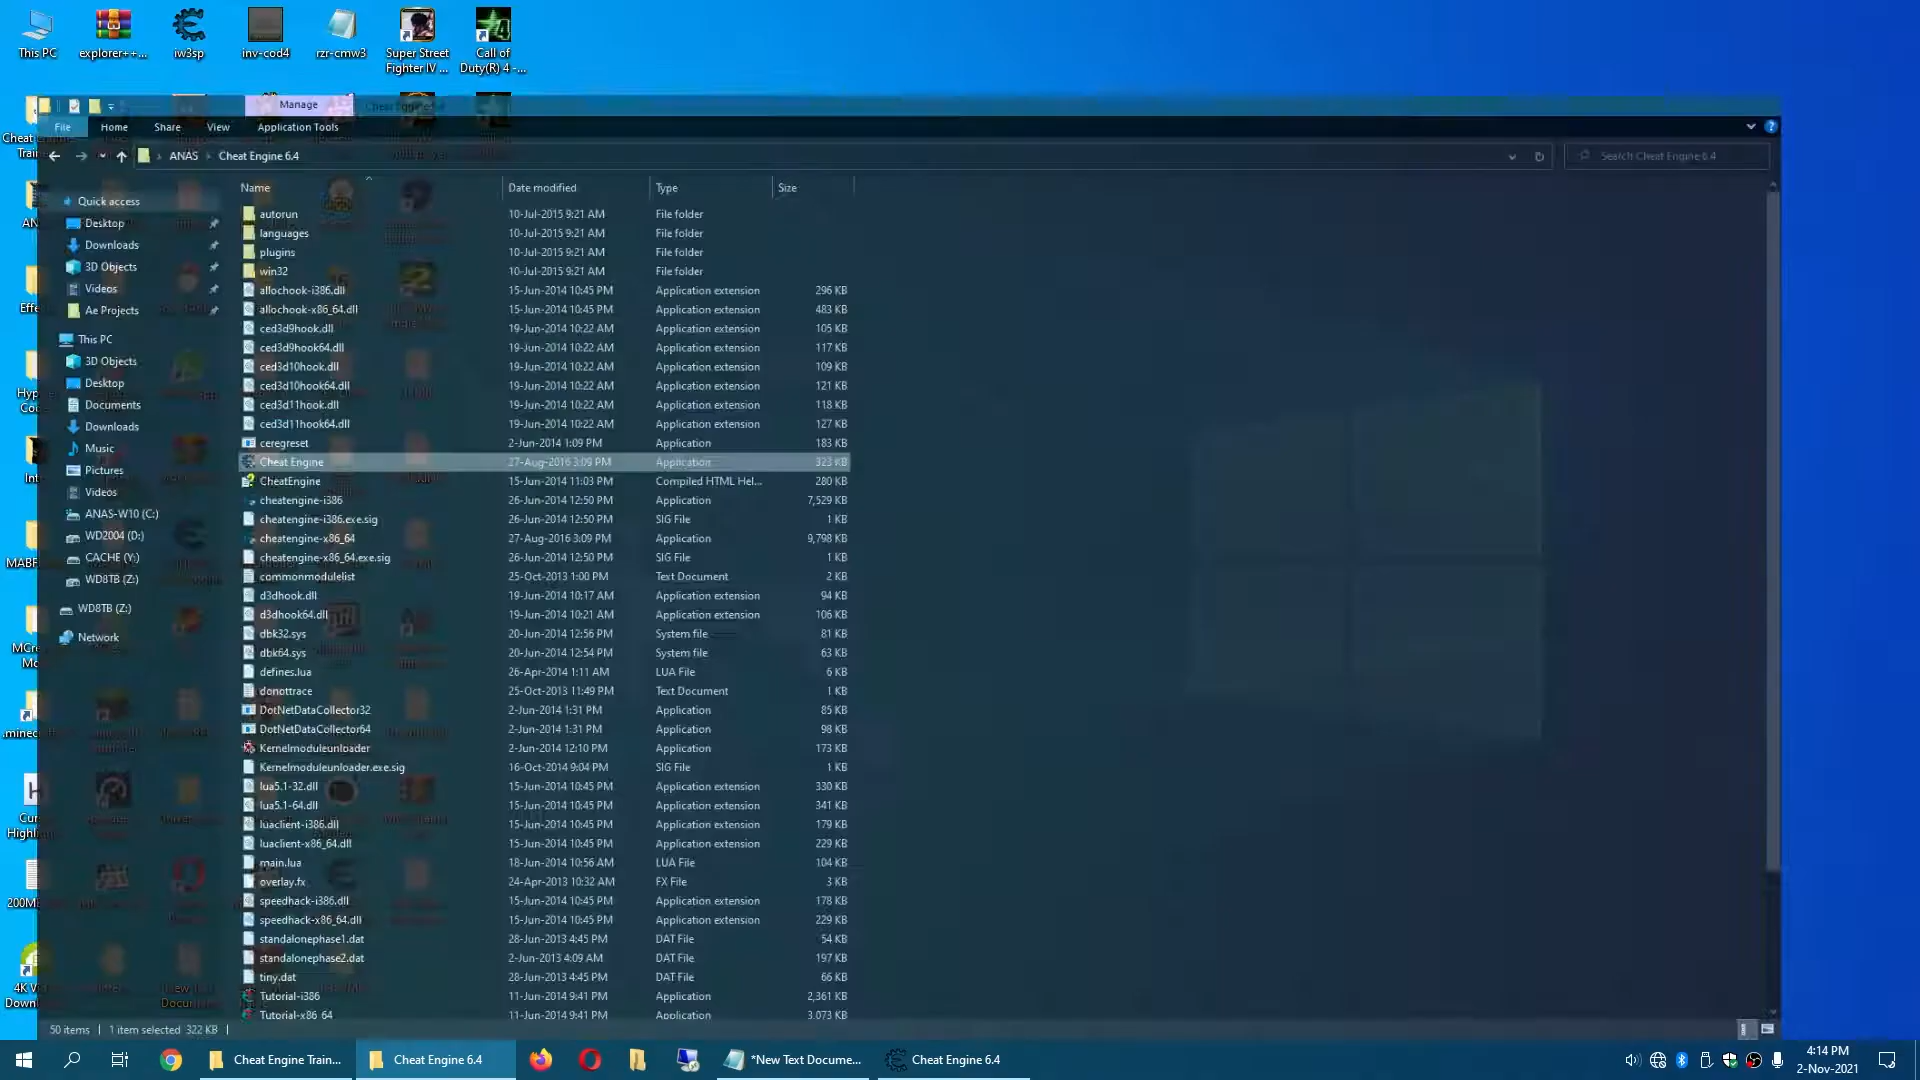 This PC
explorer++...
iw3sp
inv-cod4
rzr-cmw3
Super Street
Fighter IV ...
Call of
Duty(R) 4 -...
Manage
File
Home
Share
View
Application Tools
ANAS
Cheat Engine 6.4
Search Cheat Engine 6.4
Name
Date modified
Type
Size
Quick access
Desktop
Downloads
3D Objects
Videos
Ae Projects
This PC
3D Objects
Desktop
Documents
Downloads
Music
Pictures
Videos
ANAS-W10 (C:)
WD2004 (D:)
CACHE (Y:)
WD8TB (Z:)
WD8TB (Z:)
Network
autorun 10-Jul-2015 9:21 AM File folder
languages 10-Jul-2015 9:21 AM File folder
plugins 10-Jul-2015 9:21 AM File folder
win32 10-Jul-2015 9:21 AM File folder
allochook-i386.dll 15-Jun-2014 10:45 PM Application extension 296 KB
allochook-x86_64.dll 15-Jun-2014 10:45 PM Application extension 483 KB
ced3d9hook.dll 19-Jun-2014 10:22 AM Application extension 105 KB
ced3d9hook64.dll 19-Jun-2014 10:22 AM Application extension 117 KB
ced3d10hook.dll 19-Jun-2014 10:22 AM Application extension 109 KB
ced3d10hook64.dll 19-Jun-2014 10:22 AM Application extension 121 KB
ced3d11hook.dll 19-Jun-2014 10:22 AM Application extension 118 KB
ced3d11hook64.dll 19-Jun-2014 10:22 AM Application extension 127 KB
ceregreset 2-Jun-2014 1:09 PM Application 183 KB
Cheat Engine 27-Aug-2016 3:09 PM Application 323 KB
CheatEngine 15-Jun-2014 11:03 PM Compiled HTML Hel... 280 KB
cheatengine-i386 26-Jun-2014 12:50 PM Application 7,529 KB
cheatengine-i386.exe.sig 26-Jun-2014 12:50 PM SIG File 1 KB
cheatengine-x86_64 27-Aug-2016 3:09 PM Application 9,798 KB
cheatengine-x86_64.exe.sig 26-Jun-2014 12:50 PM SIG File 1 KB
commonmodulelist 25-Oct-2013 1:00 PM Text Document 2 KB
d3dhook.dll 19-Jun-2014 10:17 AM Application extension 94 KB
d3dhook64.dll 19-Jun-2014 10:21 AM Application extension 106 KB
dbk32.sys 20-Jun-2014 12:56 PM System file 81 KB
dbk64.sys 20-Jun-2014 12:54 PM System file 63 KB
defines.lua 26-Apr-2014 1:11 AM LUA File 6 KB
donottrace 25-Oct-2013 11:49 PM Text Document 1 KB
DotNetDataCollector32 2-Jun-2014 1:31 PM Application 85 KB
DotNetDataCollector64 2-Jun-2014 1:31 PM Application 98 KB
Kernelmoduleunloader 2-Jun-2014 12:10 PM Application 173 KB
Kernelmoduleunloader.exe.sig 16-Oct-2014 9:04 PM SIG File 1 KB
lua5.1-32.dll 15-Jun-2014 10:45 PM Application extension 330 KB
lua5.1-64.dll 15-Jun-2014 10:45 PM Application extension 341 KB
luaclient-i386.dll 15-Jun-2014 10:45 PM Application extension 179 KB
luaclient-x86_64.dll 15-Jun-2014 10:45 PM Application extension 229 KB
main.lua 18-Jun-2014 10:56 AM LUA File 104 KB
overlay.fx 24-Apr-2013 10:32 AM FX File 3 KB
speedhack-i386.dll 15-Jun-2014 10:45 PM Application extension 178 KB
speedhack-x86_64.dll 15-Jun-2014 10:45 PM Application extension 229 KB
standalonephase1.dat 28-Jun-2013 4:45 PM DAT File 54 KB
standalonephase2.dat 2-Jun-2013 4:09 AM DAT File 197 KB
tiny.dat 28-Jun-2013 4:45 PM DAT File 66 KB
Tutorial-i386 11-Jun-2014 9:41 PM Application 2,361 KB
Tutorial-x86_64 11-Jun-2014 9:41 PM Application 3,073 KB
50 items
1 item selected 322 KB
Cheat Engine Train...
Cheat Engine 6.4
*New Text Docume...
Cheat Engine 6.4
4:14 PM
2-Nov-2021